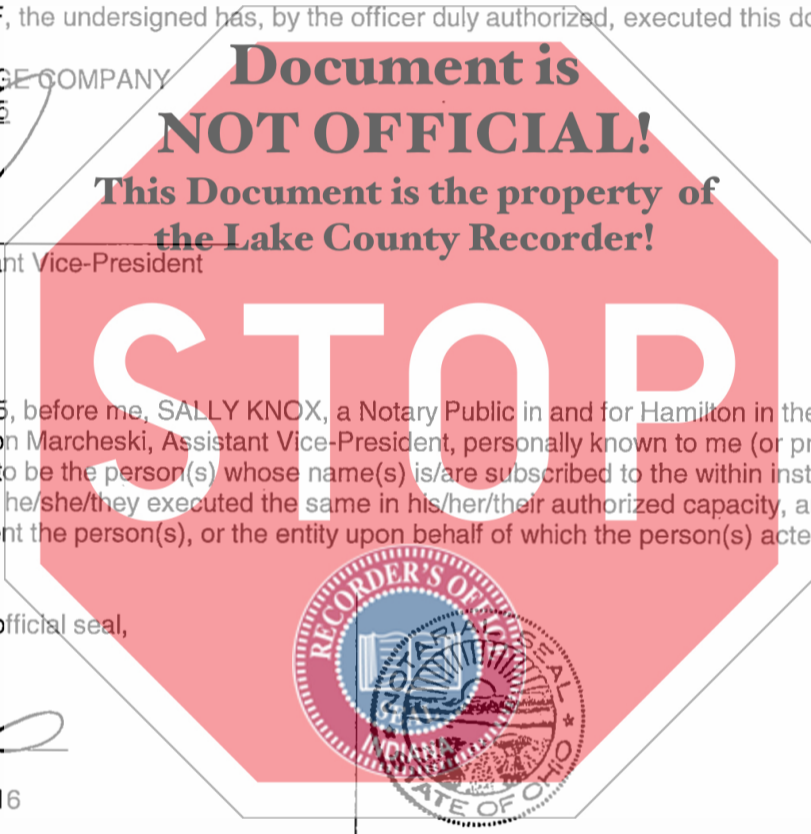 , the undersigned has, by the officer duly authorized, executed this do
Document is
GE COMPANY
NOT OFFICIAL!
This Document is the property of
the Lake County Recorder!
nt Vice-President
STOP
, before me, SALLY KNOX, a Notary Public in and for Hamilton in the
n Marcheski, Assistant Vice-President, personally known to me (or pr
o be the person(s) whose name(s) is/are subscribed to the within inst
he/she/they executed the same in his/her/their authorized capacity, a
nt the person(s), or the entity upon behalf of which the person(s) acte
RECORDER'S OFFICE
official seal,
NOTARIAL SEAL
SEAL
INDIANA
STATE OF OHIO
16